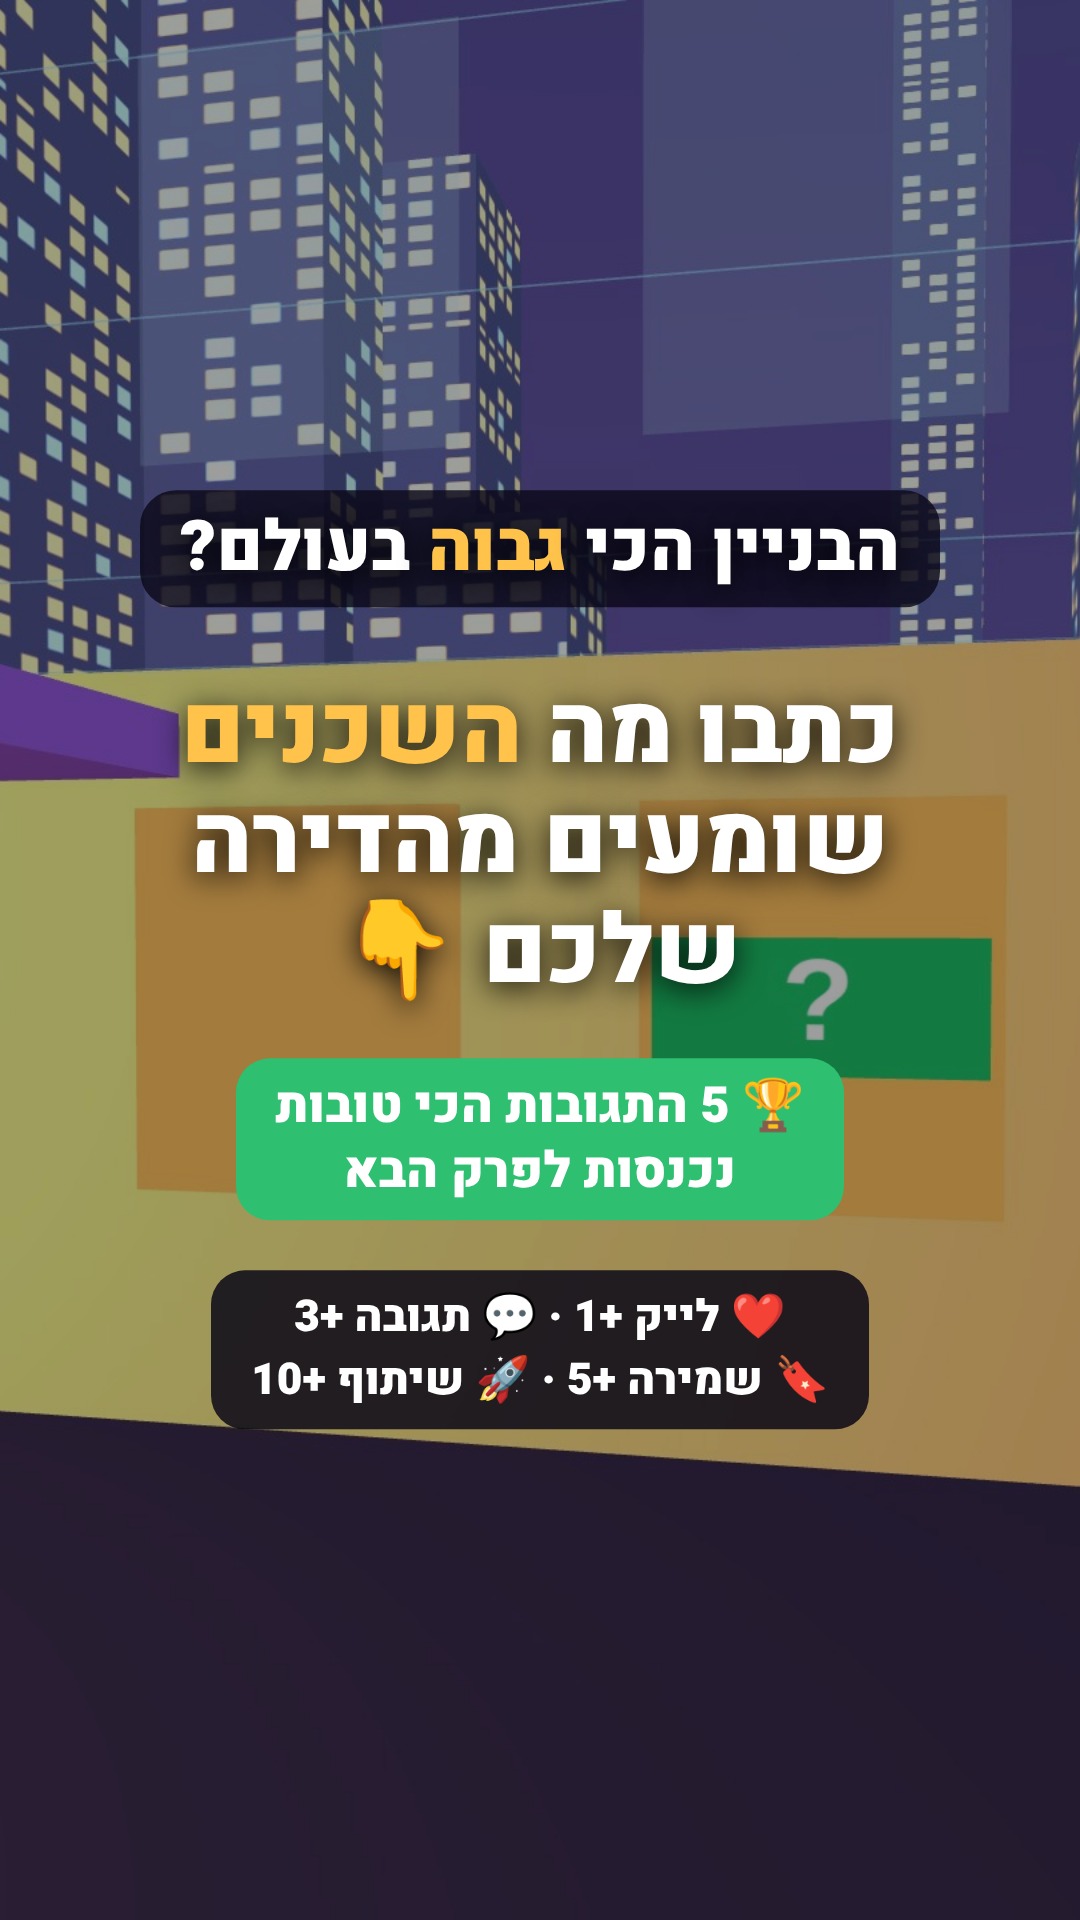 הבניין הכי גבוה בעולם?
כתבו מה השכנים
שומעים מהדירה
שלכם 👇
?
🏆 5 התגובות הכי טובות
נכנסות לפרק הבא
❤️ לייק +1 · 💬 תגובה +3
🔖 שמירה +5 · 🚀 שיתוף +10